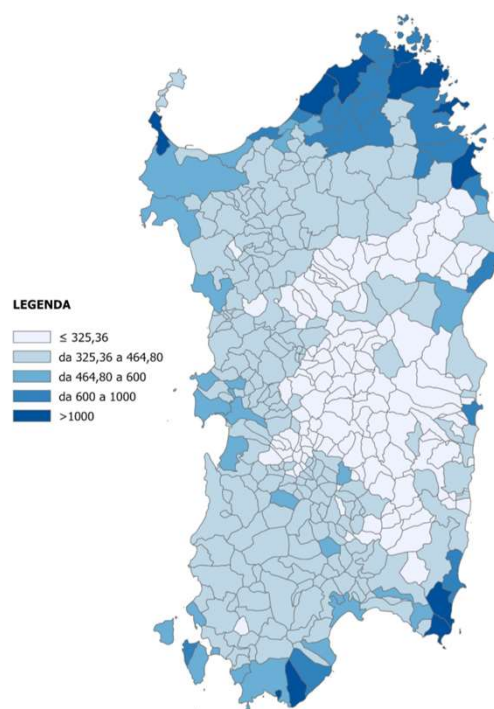 LEGENDA
≤ 325,36
da 325,36 a 464,80
da 464,80 a 600
da 600 a 1000
>1000